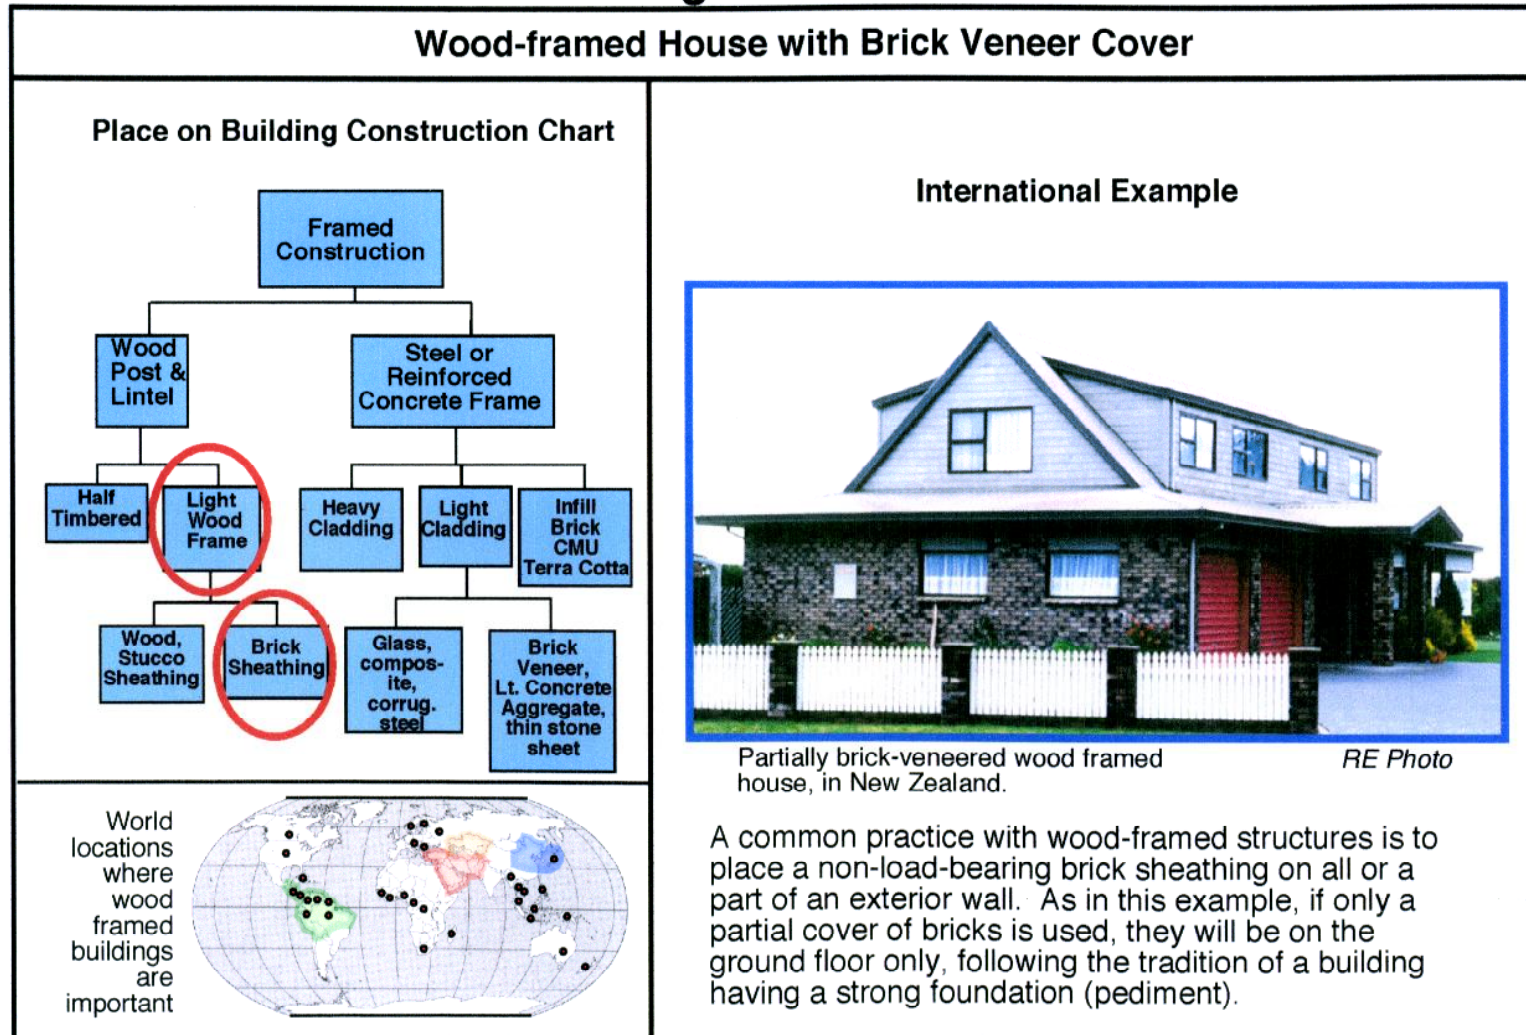 Wood-framed House with Brick Veneer Cover
Place on Building Construction Chart
Framed
Construction
Wood
Post &
Lintel
Steel or
Reinforced
Concrete Frame
Half
Timbered
Light
Wood
Frame
Heavy
Cladding
Light
Cladding
Infill
Brick
CMU
Terra Cotta
Wood,
Stucco
Sheathing
Brick
Sheathing
Glass,
compos-
ite,
corrug.
steel
Brick
Veneer,
Lt. Concrete
Aggregate,
thin stone
sheet
World
locations
where
wood
framed
buildings
are
important
International Example
Partially brick-veneered wood framed
house, in New Zealand.
RE Photo
A common practice with wood-framed structures is to
place a non-load-bearing brick sheathing on all or a
part of an exterior wall. As in this example, if only a
partial cover of bricks is used, they will be on the
ground floor only, following the tradition of a building
having a strong foundation (pediment).